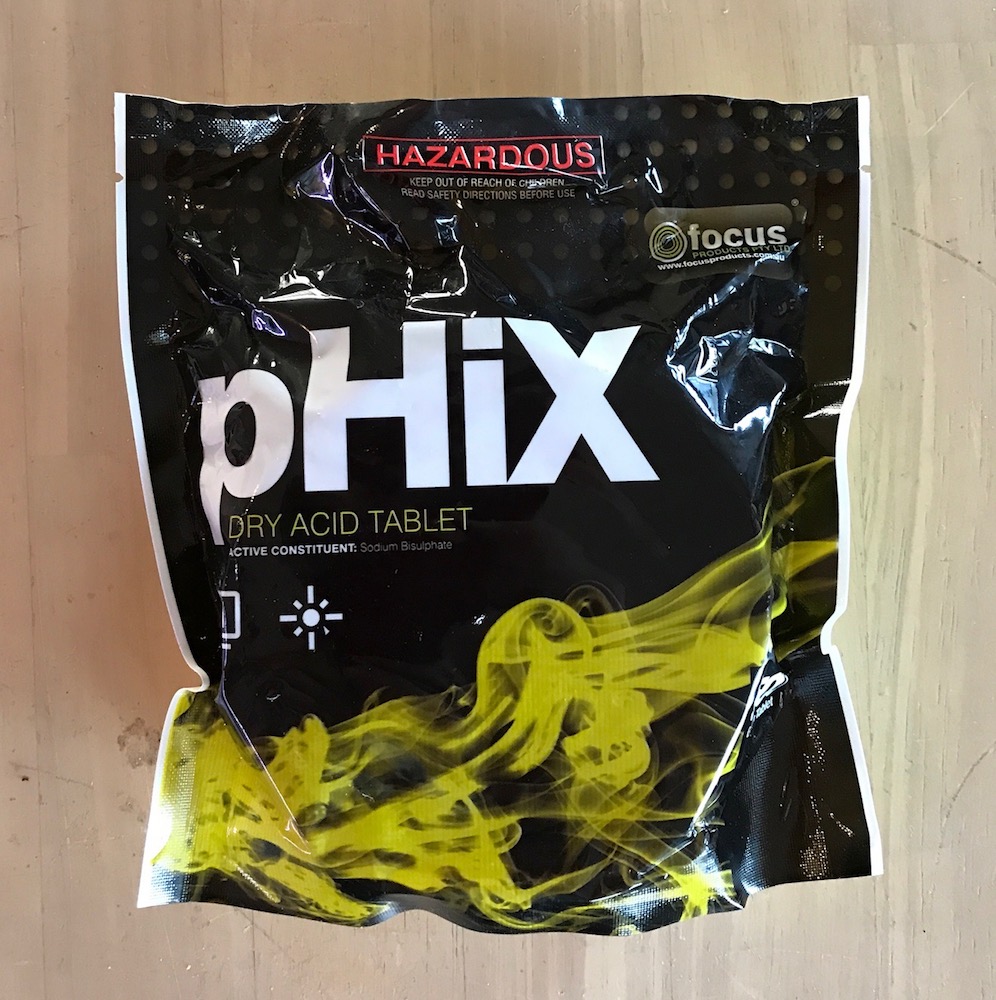 HAZARDOUS
KEEP OUT OF REACH OF CHILDREN
READ SAFETY DIRECTIONS BEFORE USE
focus
PRODUCTS PTY LTD
www.focusproducts.com.au
pHiX
DRY ACID TABLET
ACTIVE CONSTITUENT: Sodium Bisulphate
tablet